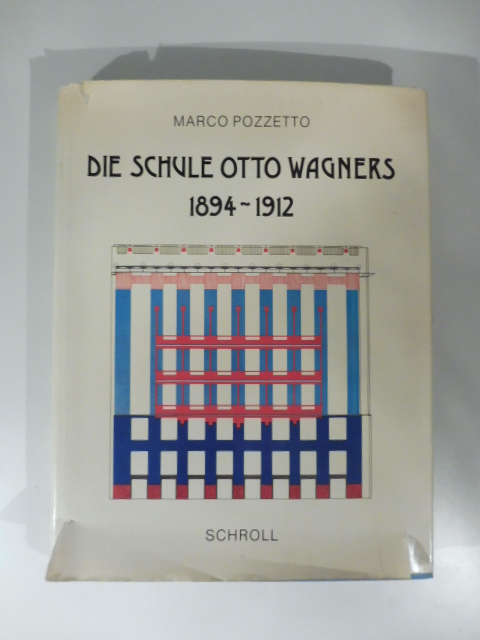 MARCO POZZETTO
DIE SCHULE OTTO WAGNERS
1894~1912
SCHROLL